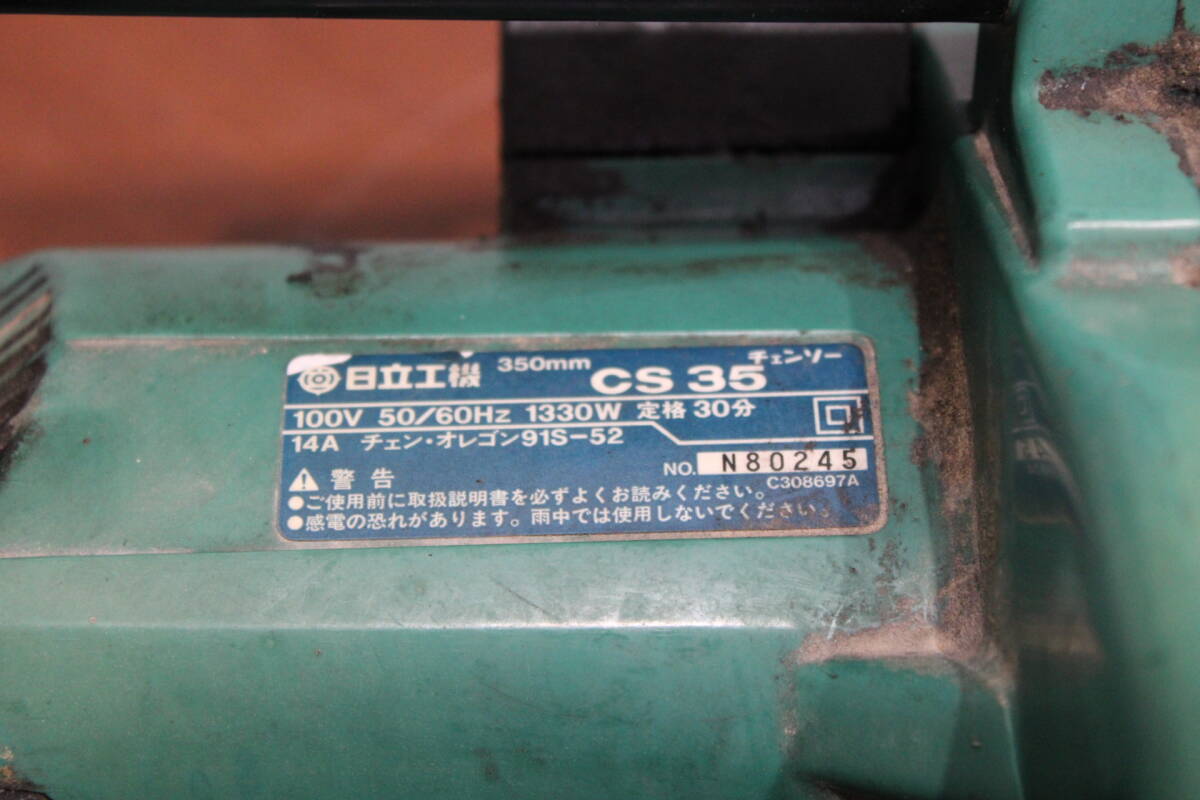 日立工機 350mm CS 35 チェンソー
100V 50/60Hz 1330W 定格 30分
14A チェン・オレゴン91S-52
警告
NO. N80245
C308697A
●ご使用前に取扱説明書を必ずよくお読みください。
●感電の恐れがあります。雨中では使用しないでください。